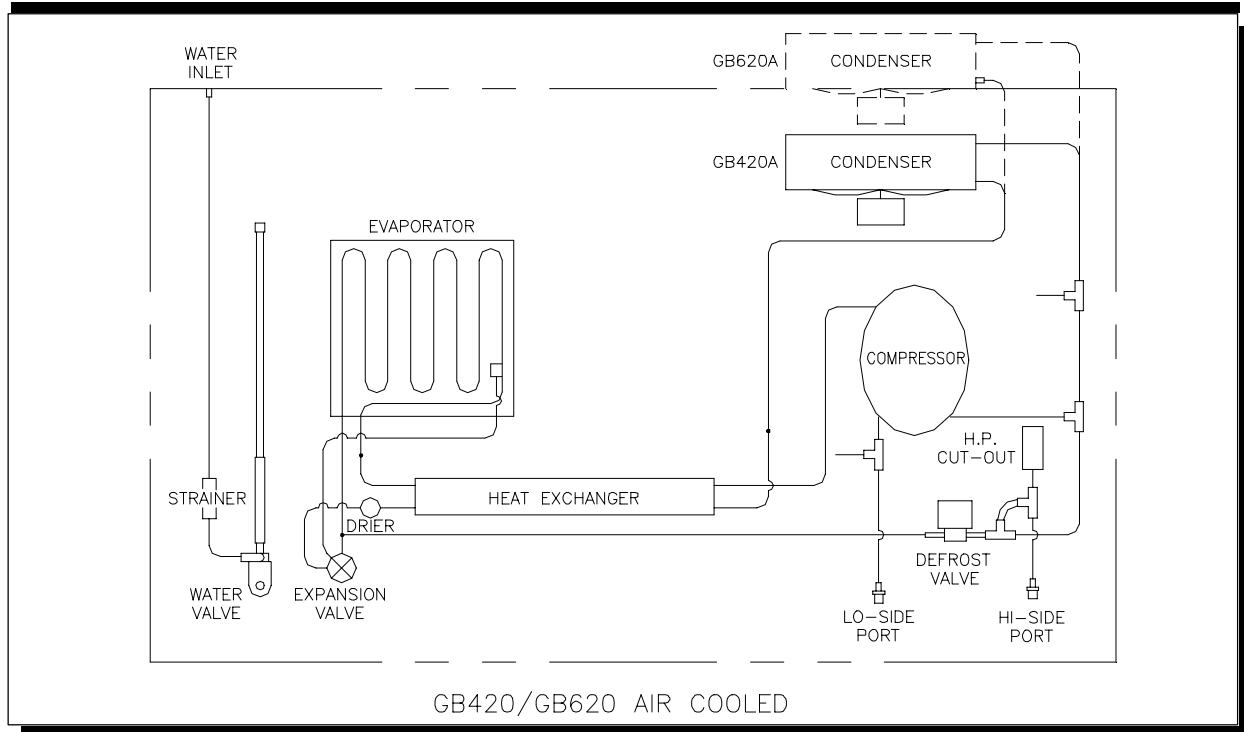 WATER
INLET
GB620A
CONDENSER
GB420A
CONDENSER
EVAPORATOR
COMPRESSOR
H.P.
CUT-OUT
STRAINER
HEAT EXCHANGER
DRIER
DEFROST
VALVE
WATER
VALVE
EXPANSION
VALVE
LO-SIDE
PORT
HI-SIDE
PORT
GB420/GB620 AIR COOLED